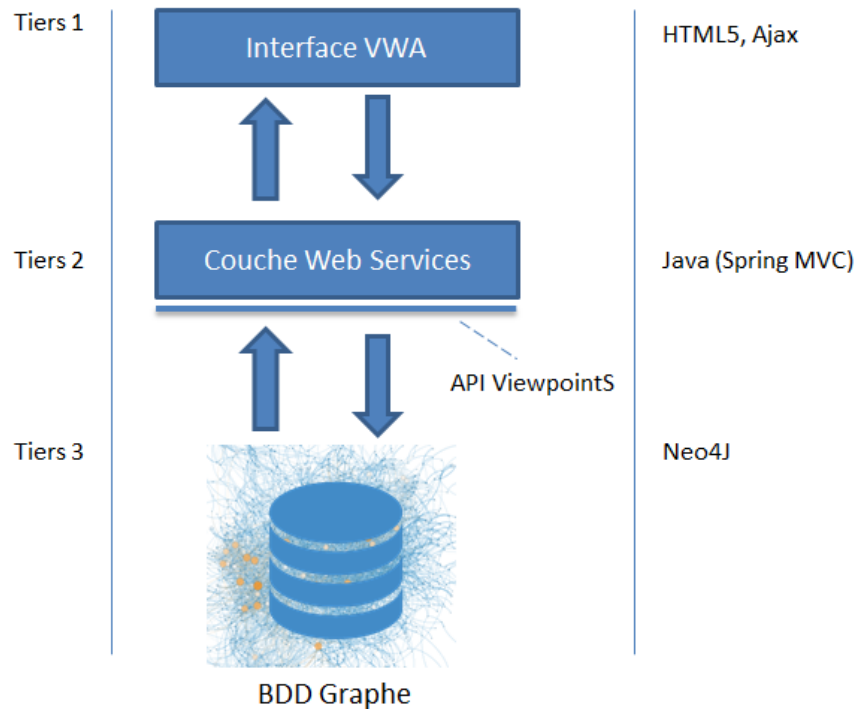 Tiers 1
Interface VWA
HTML5, Ajax
Tiers 2
Couche Web Services
Java (Spring MVC)
API ViewpointS
Tiers 3
Neo4J
BDD Graphe